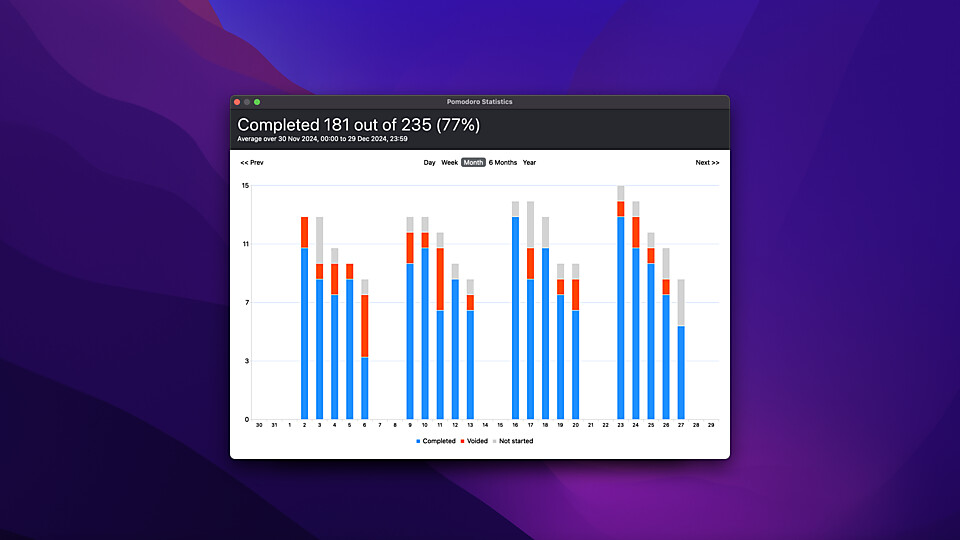 Pomodoro Statistics
Completed 181 out of 235 (77%)
Average over 30 Nov 2024, 00:00 to 29 Dec 2024, 23:59
<< Prev Day Week Month 6 Months Year Next >>
15
11
7
3
0
30 31 1 2 3 4 5 6 7 8 9 10 11 12 13 14 15 16 17 18 19 20 21 22 23 24 25 26 27 28 29
Completed Voided Not started